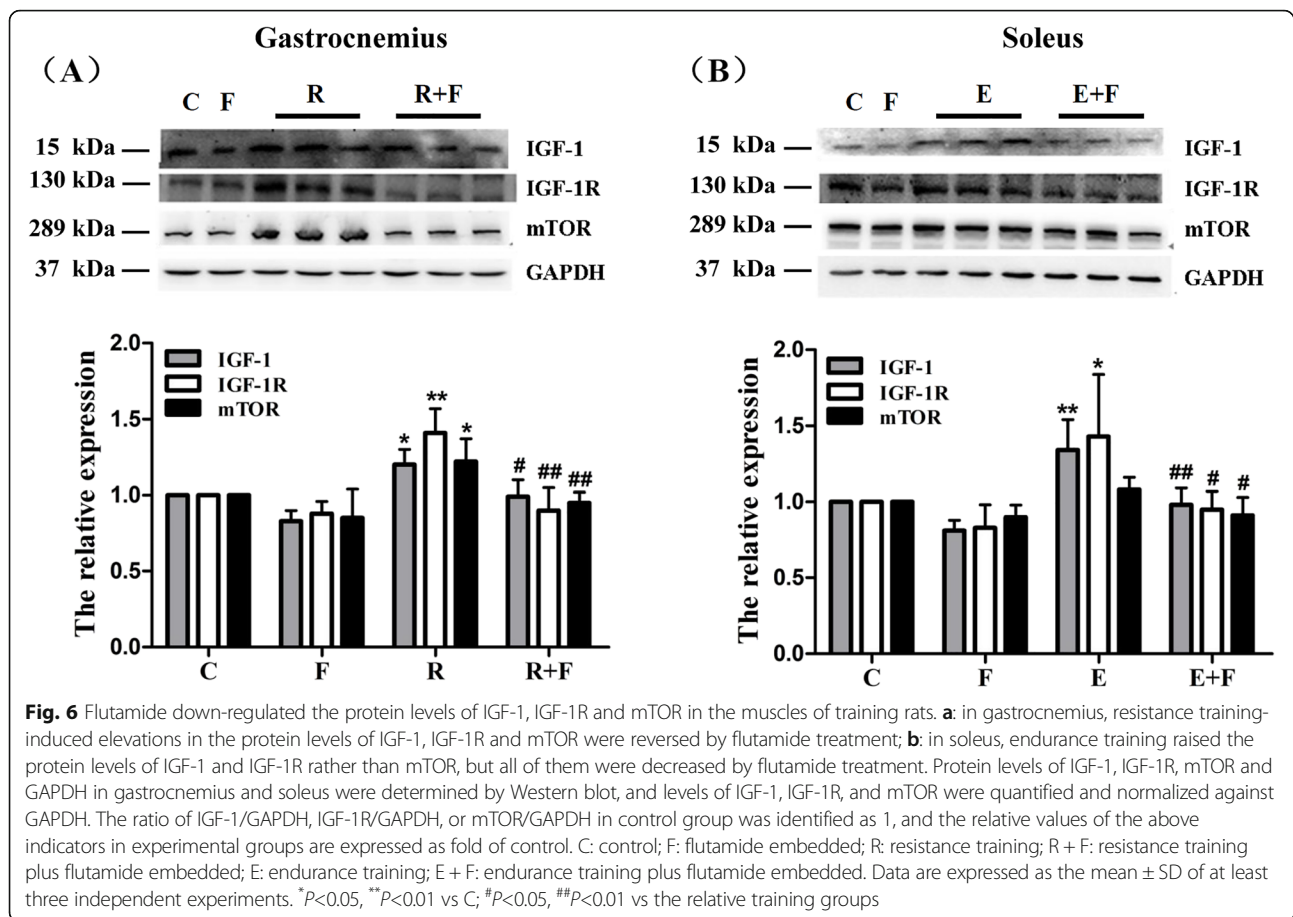 Gastrocnemius
Soleus
（A）
C F R R+F
15 kDa
IGF-1
130 kDa
IGF-1R
289 kDa
mTOR
37 kDa
GAPDH
（B）
C F E E+F
15 kDa
IGF-1
130 kDa
IGF-1R
289 kDa
mTOR
37 kDa
GAPDH
The relative expression
2.0
1.5
1.0
0.5
0.0
IGF-1
IGF-1R
mTOR
* ** *
# ## ##
C F R R+F
The relative expression
2.0
1.5
1.0
0.5
0.0
IGF-1
IGF-1R
mTOR
** *
## # #
C F E E+F
Fig. 6 Flutamide down-regulated the protein levels of IGF-1, IGF-1R and mTOR in the muscles of training rats. a: in gastrocnemius, resistance training-
induced elevations in the protein levels of IGF-1, IGF-1R and mTOR were reversed by flutamide treatment; b: in soleus, endurance training raised the
protein levels of IGF-1 and IGF-1R rather than mTOR, but all of them were decreased by flutamide treatment. Protein levels of IGF-1, IGF-1R, mTOR and
GAPDH in gastrocnemius and soleus were determined by Western blot, and levels of IGF-1, IGF-1R, and mTOR were quantified and normalized against
GAPDH. The ratio of IGF-1/GAPDH, IGF-1R/GAPDH, or mTOR/GAPDH in control group was identified as 1, and the relative values of the above
indicators in experimental groups are expressed as fold of control. C: control; F: flutamide embedded; R: resistance training; R + F: resistance training
plus flutamide embedded; E: endurance training; E + F: endurance training plus flutamide embedded. Data are expressed as the mean ± SD of at least
three independent experiments. *P<0.05, **P<0.01 vs C; #P<0.05, ##P<0.01 vs the relative training groups